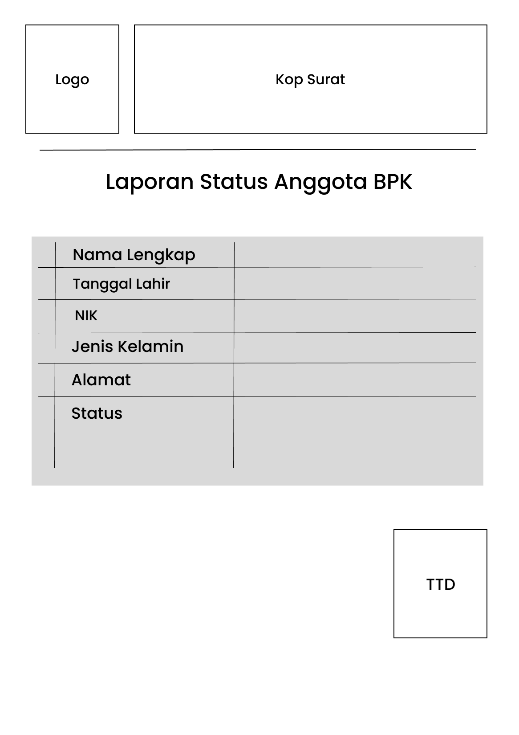 Logo
Kop Surat
Laporan Status Anggota BPK
Nama Lengkap
Tanggal Lahir
NIK
Jenis Kelamin
Alamat
Status
TTD